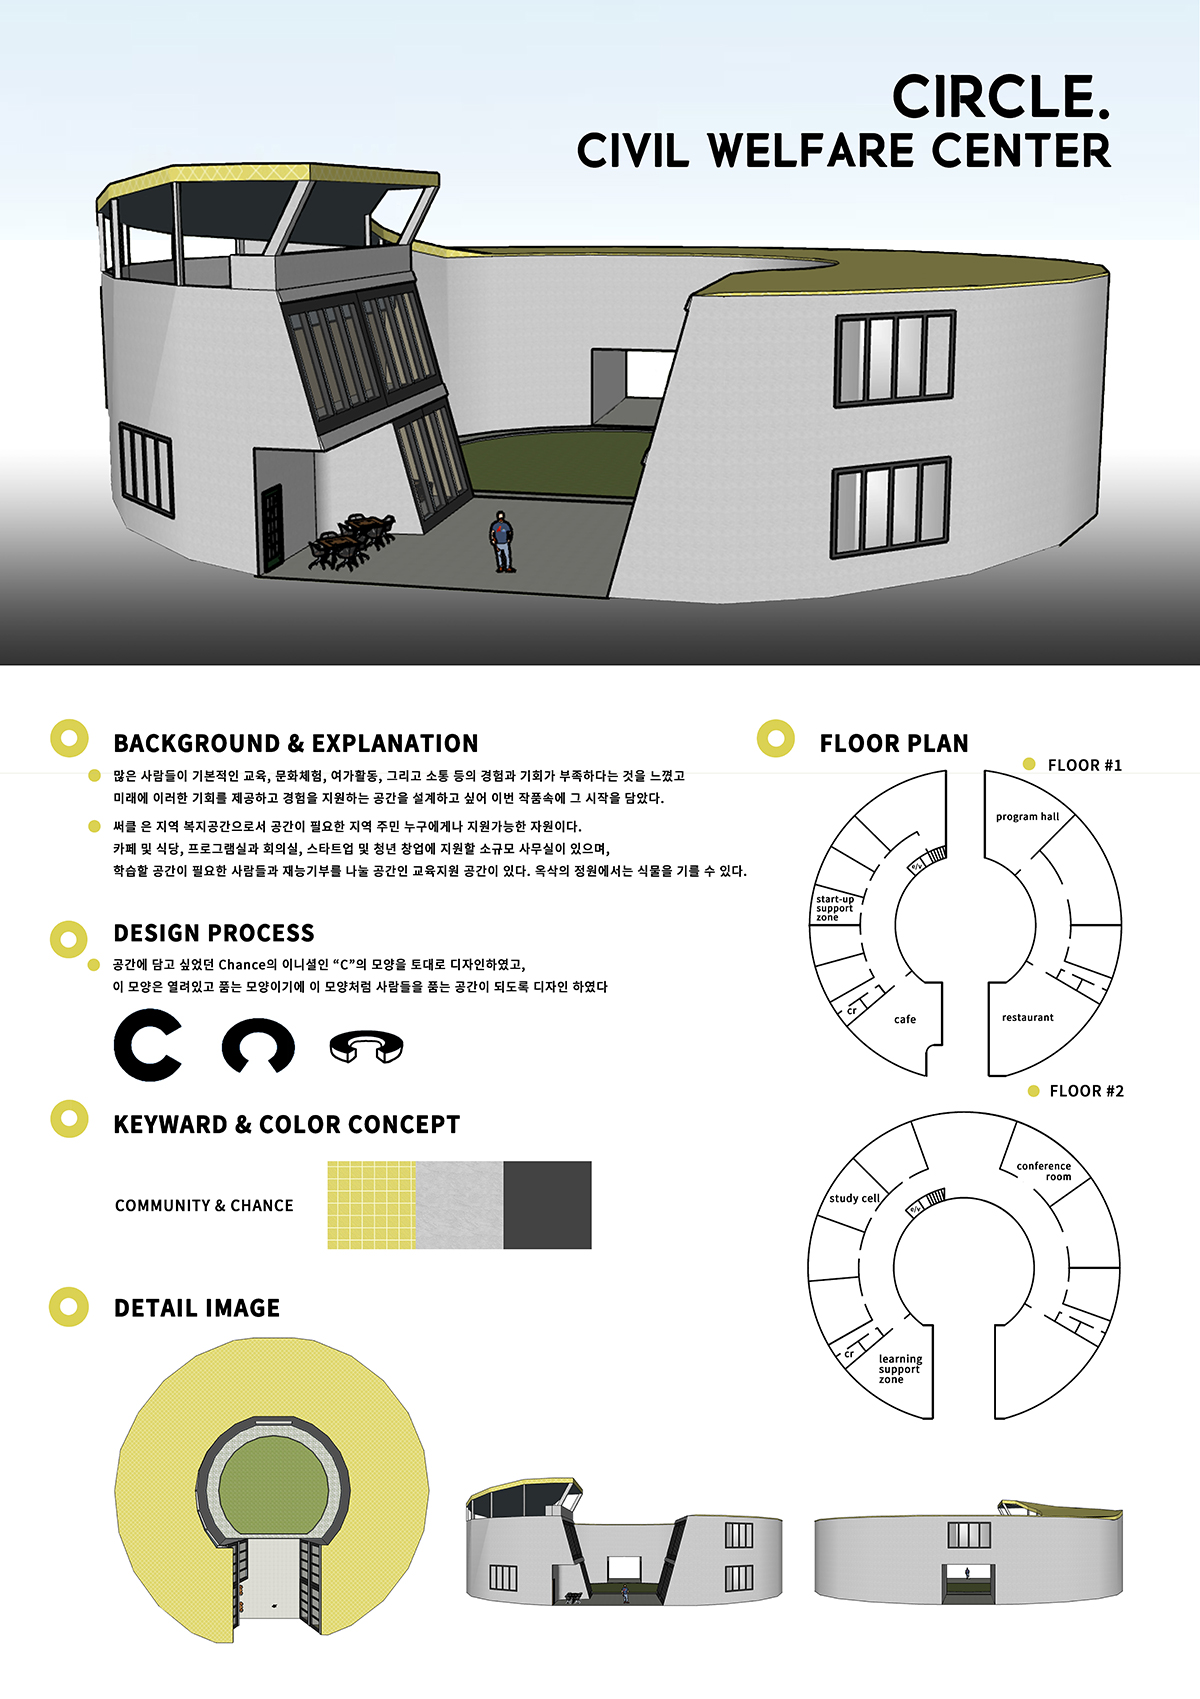 CIRCLE.
CIVIL WELFARE CENTER
BACKGROUND & EXPLANATION
많은 사람들이 기본적인 교육, 문화체험, 여가활동, 그리고 소통 등의 경험과 기회가 부족하다는 것을 느꼈고
미래에 이러한 기회를 제공하고 경험을 지원하는 공간을 설계하고 싶어 이번 작품속에 그 시작을 담았다.
써클 은 지역 복지공간으로서 공간이 필요한 지역 주민 누구에게나 지원가능한 자원이다.
카페 및 식당, 프로그램실과 회의실, 스타트업 및 청년 창업에 지원할 소규모 사무실이 있으며,
학습할 공간이 필요한 사람들과 재능기부를 나눌 공간인 교육지원 공간이 있다. 옥삭의 정원에서는 식물을 기를 수 있다.
DESIGN PROCESS
공간에 담고 싶었던 Chance의 이니셜인 “C”의 모양을 토대로 디자인하였고,
이 모양은 열려있고 품는 모양이기에 이 모양처럼 사람들을 품는 공간이 되도록 디자인 하였다
KEYWARD & COLOR CONCEPT
COMMUNITY & CHANCE
DETAIL IMAGE
FLOOR PLAN
FLOOR #1
program hall
e/v
start-up
support
zone
cr
cafe
restaurant
FLOOR #2
conference
room
study cell
e/v
cr
learning
support
zone